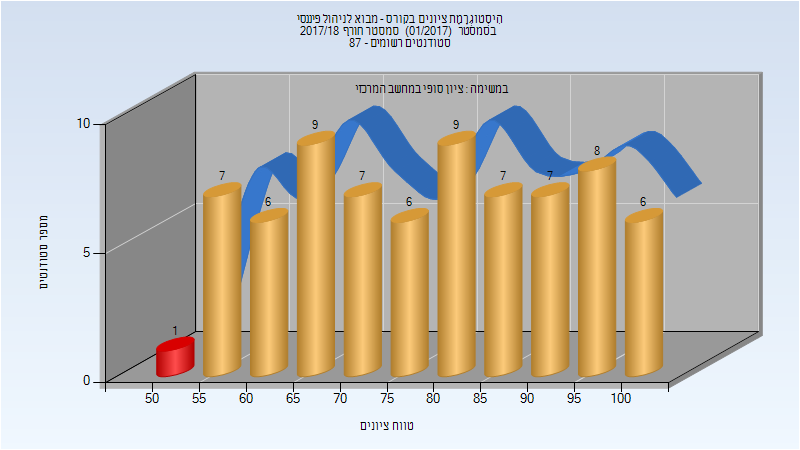 היסטוגרמת ציונים בקורס - מבוא לניהול פיננסי
בסמסטר (01/2017) סמסטר חורף 2017/18
סטודנטים רשומים - 87
במשימה : ציון סופי במחשב המרכזי
מספר סטודנטים
10
5
0
1
7
6
9
7
6
9
7
7
8
6
50 55 60 65 70 75 80 85 90 95 100
טווח ציונים